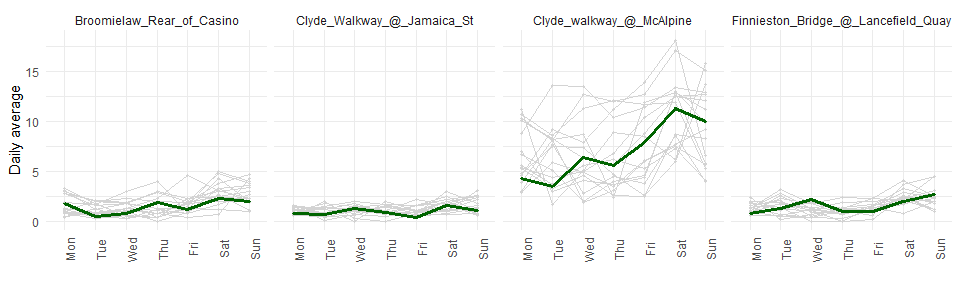 Broomielaw_Rear_of_Casino
Clyde_Walkway_@_Jamaica_St
Clyde_walkway_@_McAlpine
Finnieston_Bridge_@_Lancefield_Quay
Daily average
15
10
5
0
Mon Tue Wed Thu Fri Sat Sun
Mon Tue Wed Thu Fri Sat Sun
Mon Tue Wed Thu Fri Sat Sun
Mon Tue Wed Thu Fri Sat Sun